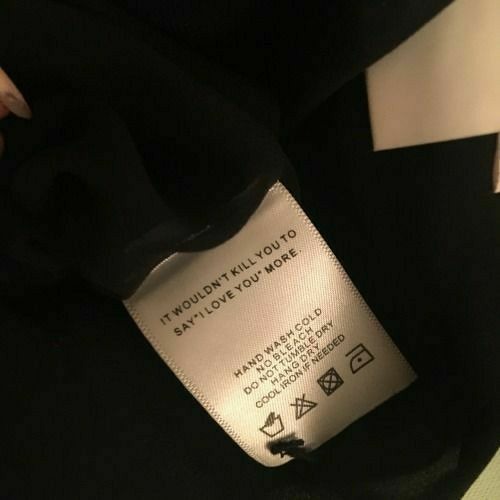 IT WOULDN'T KILL YOU TO
SAY "I LOVE YOU" MORE.
HAND WASH COLD
NO BLEACH
DO NOT TUMBLE DRY
HANG DRY
COOL IRON IF NEEDED